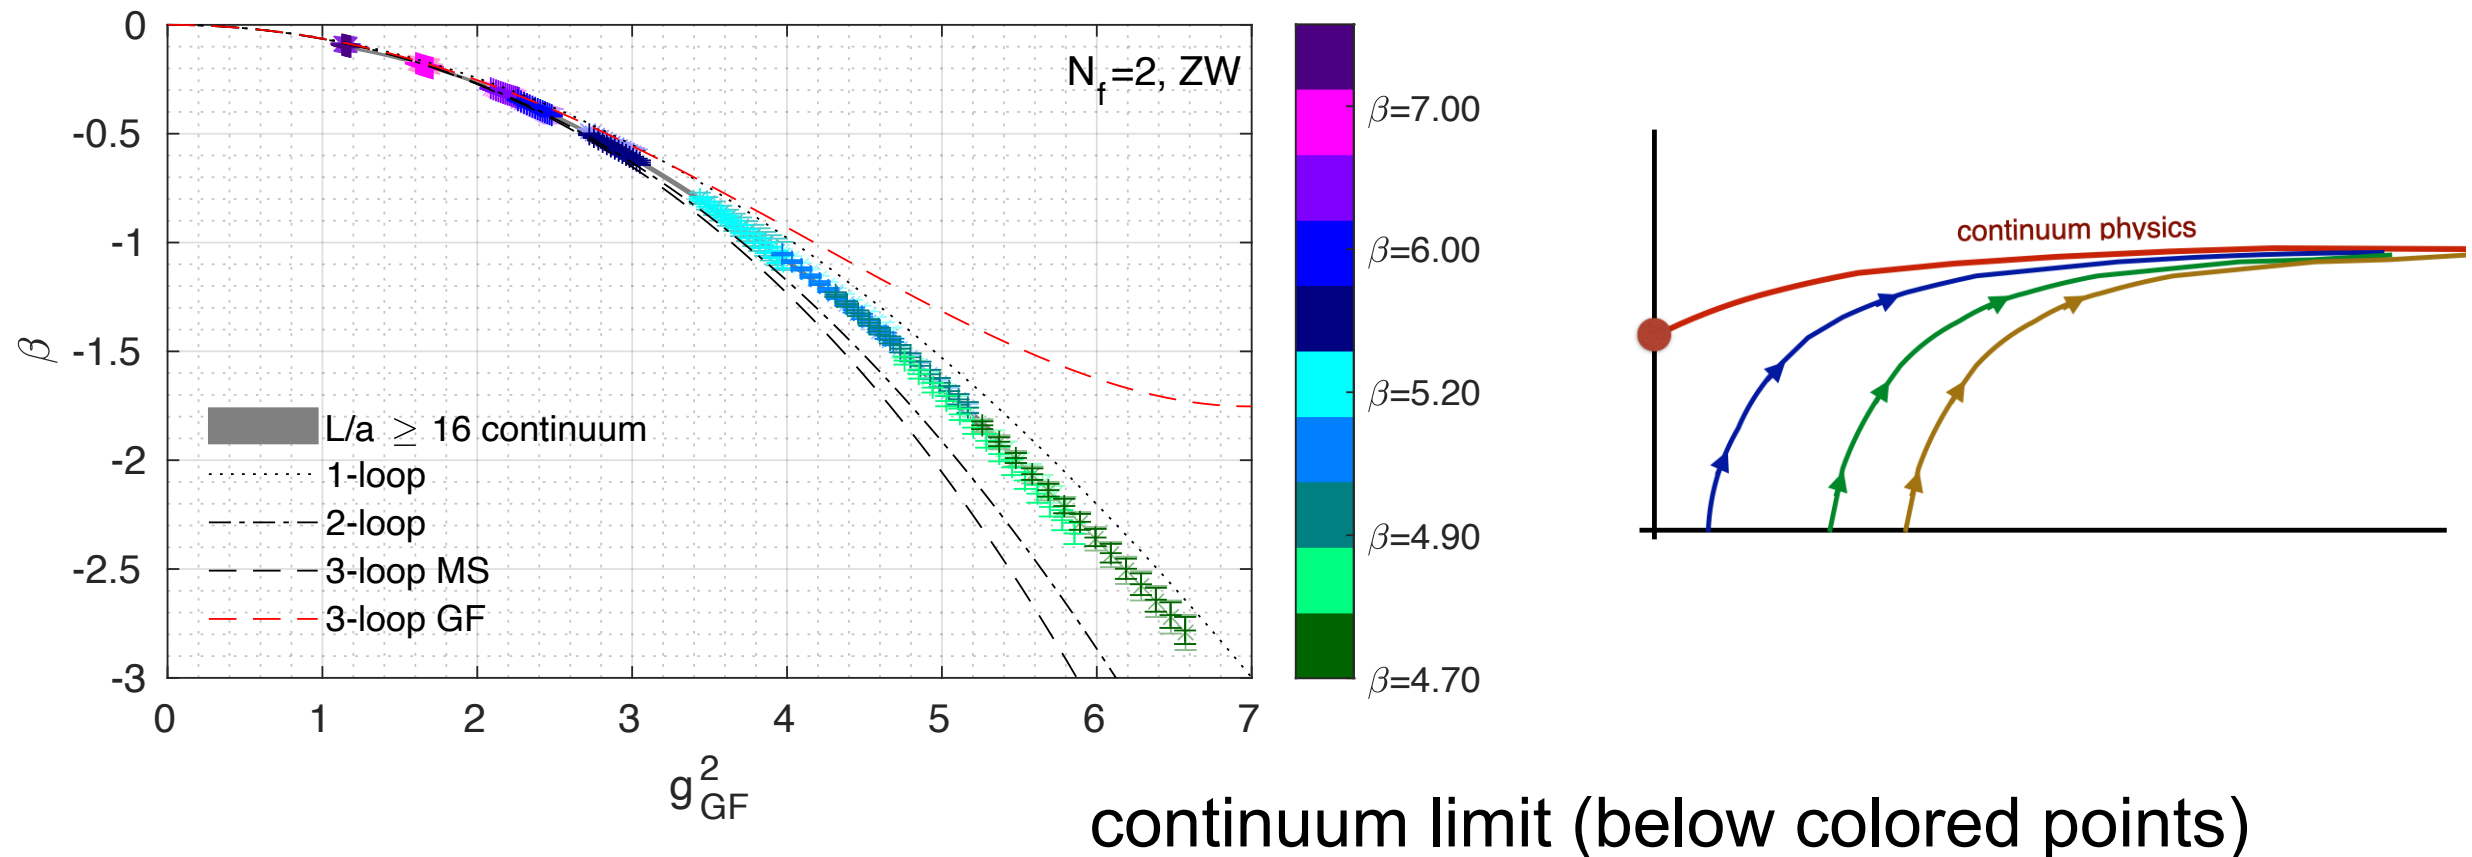 0
-0.5
-1
-1.5
-2
-2.5
-3
β
N_f=2, ZW
L/a ≥ 16 continuum
1-loop
2-loop
3-loop MS
3-loop GF
0 1 2 3 4 5 6 7
g²_GF
β=7.00
β=6.00
β=5.20
β=4.90
β=4.70
continuum physics
continuum limit (below colored points)